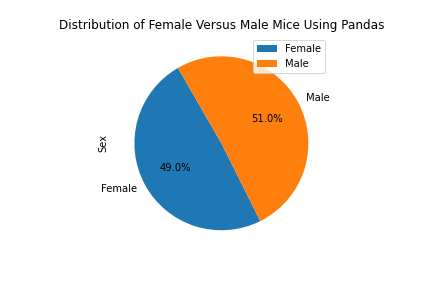 Distribution of Female Versus Male Mice Using Pandas
Female
Male
Male
51.0%
Sex
49.0%
Female